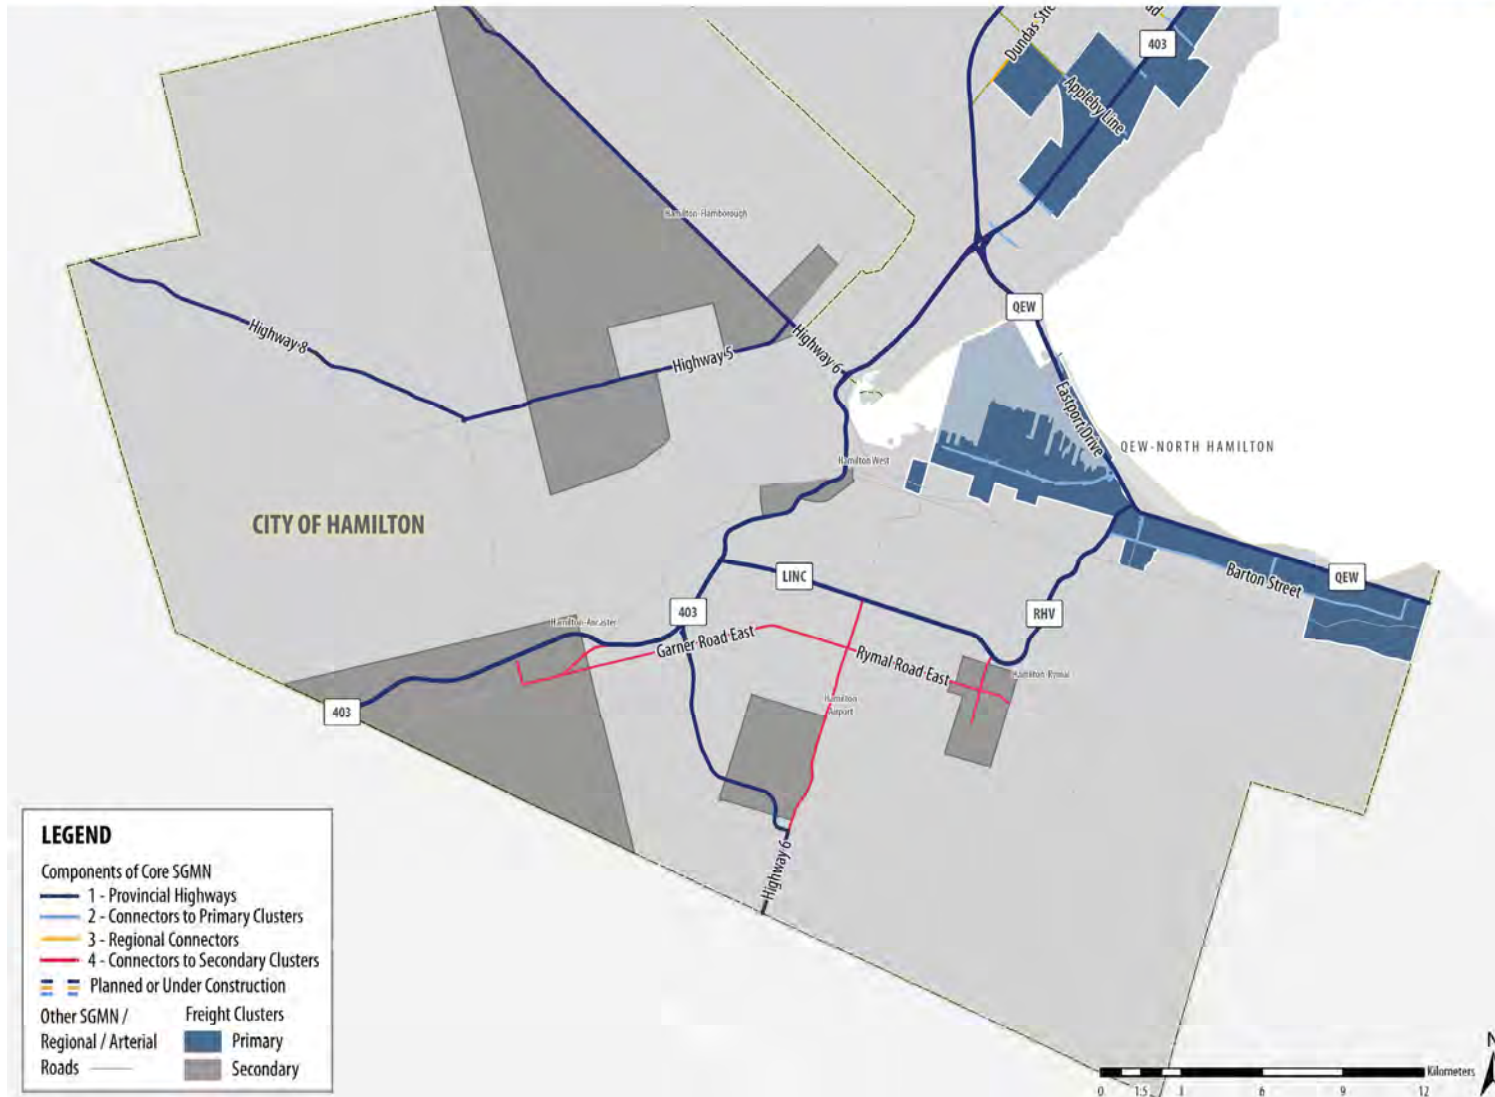 Dundas Stre
ad
403
Appleby Line
Hamilton-Flamborough
QEW
Highway 8
Highway 5
Highway 6
Eastport Drive
QEW-NORTH HAMILTON
Hamilton West
CITY OF HAMILTON
LINC
Barton Street
QEW
403
RHV
Hamilton-Ancaster
Garner Road East
Rymal Road East
Hamilton-Rymal
Hamilton
Airport
403
Highway 6
LEGEND
Components of Core SGMN
1 - Provincial Highways
2 - Connectors to Primary Clusters
3 - Regional Connectors
4 - Connectors to Secondary Clusters
Planned or Under Construction
Other SGMN /
Regional / Arterial
Roads
Freight Clusters
Primary
Secondary
N
Kilometers
0 1.5 3 6 9 12